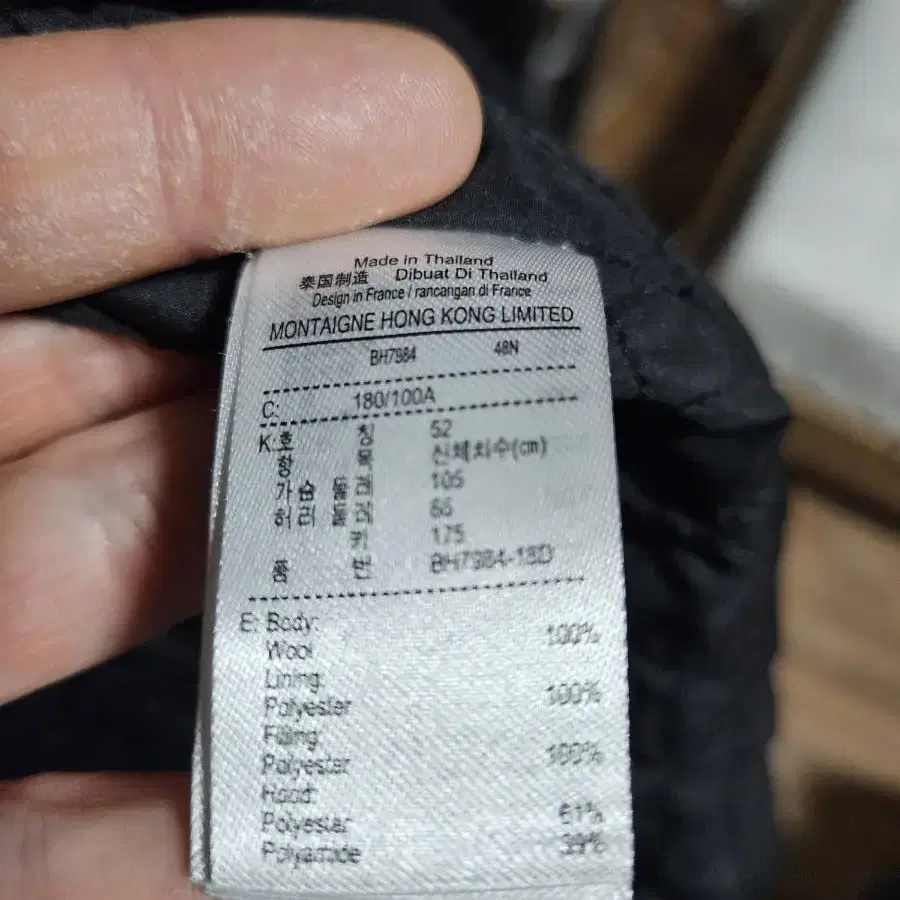 Made in Thailand
泰国制造 Dibuat Di Thailand
Design in France / rancangan di France
MONTAIGNE HONG KONG LIMITED
BH7984 48N
C: 180/100A
K:호 칭 52
항 목 신체치수(cm)
가슴 둘레 105
허리 둘레 86
키 175
품 번 BH7984-18D
E: Body:
Wool 100%
Lining:
Polyester 100%
Filling:
Polyester 100%
Hood:
Polyester 61%
Polyamide 39%